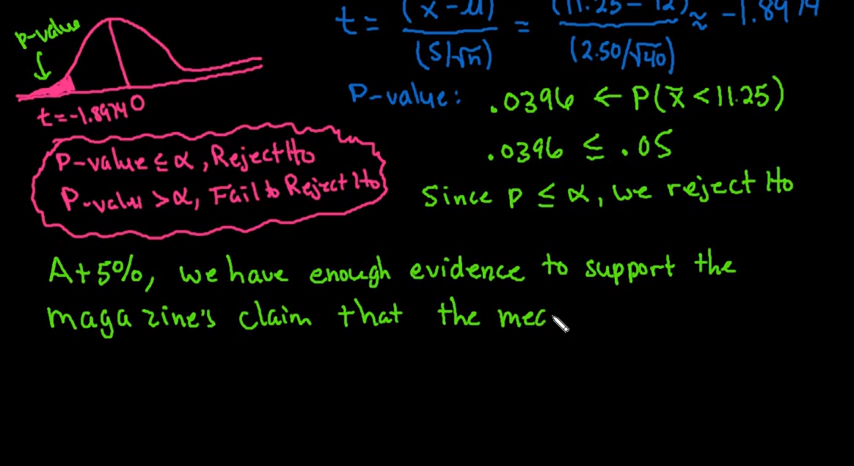 p-value
t = (x̄-μ)/(S/√n) = (11.25-12)/(2.50/√40) ≈ -1.8974
P-value: .0396 ← P(x̄ < 11.25)
t=-1.8974 0
.0396 ≤ .05
P-value ≤ α, Reject Ho
P-value > α, Fail to Reject Ho
Since p ≤ α, we reject Ho
At 5%, we have enough evidence to support the
magazine's claim that the mec